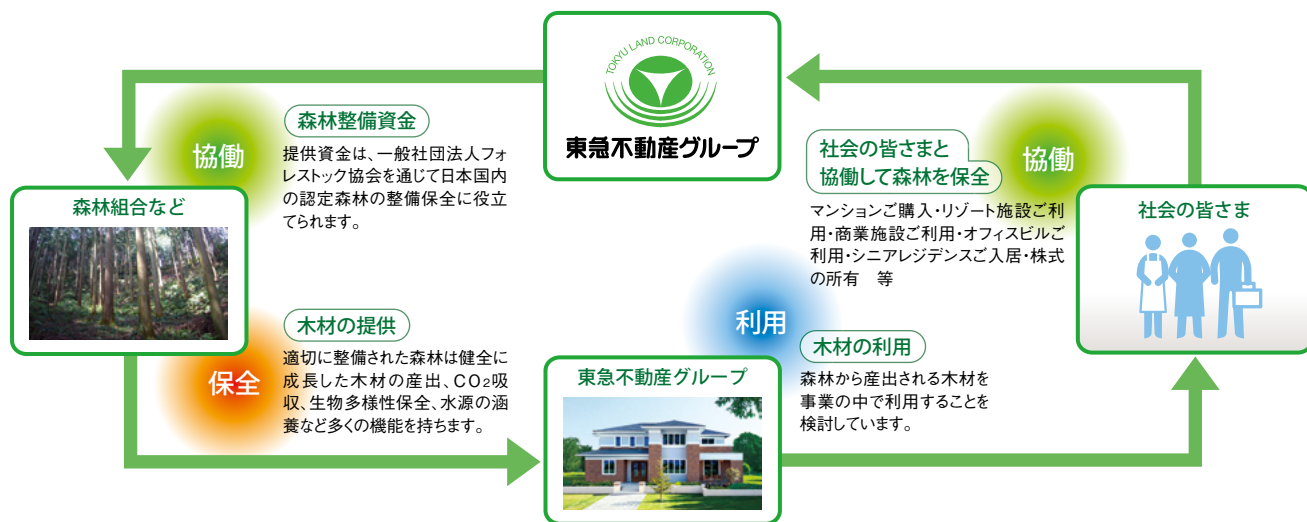 TOKYU LAND CORPORATION
東急不動産グループ
協働
森林整備資金
提供資金は、一般社団法人フォ
レストック協会を通じて日本国内
の認定森林の整備保全に役立
てられます。
社会の皆さまと
協働して森林を保全
協働
マンションご購入・リゾート施設ご利
用・商業施設ご利用・オフィスビルご
利用・シニアレジデンスご入居・株式
の所有　等
森林組合など
社会の皆さま
保全
木材の提供
適切に整備された森林は健全に
成長した木材の産出、CO₂吸
収、生物多様性保全、水源の涵
養など多くの機能を持ちます。
東急不動産グループ
利用
木材の利用
森林から産出される木材を
事業の中で利用することを
検討しています。